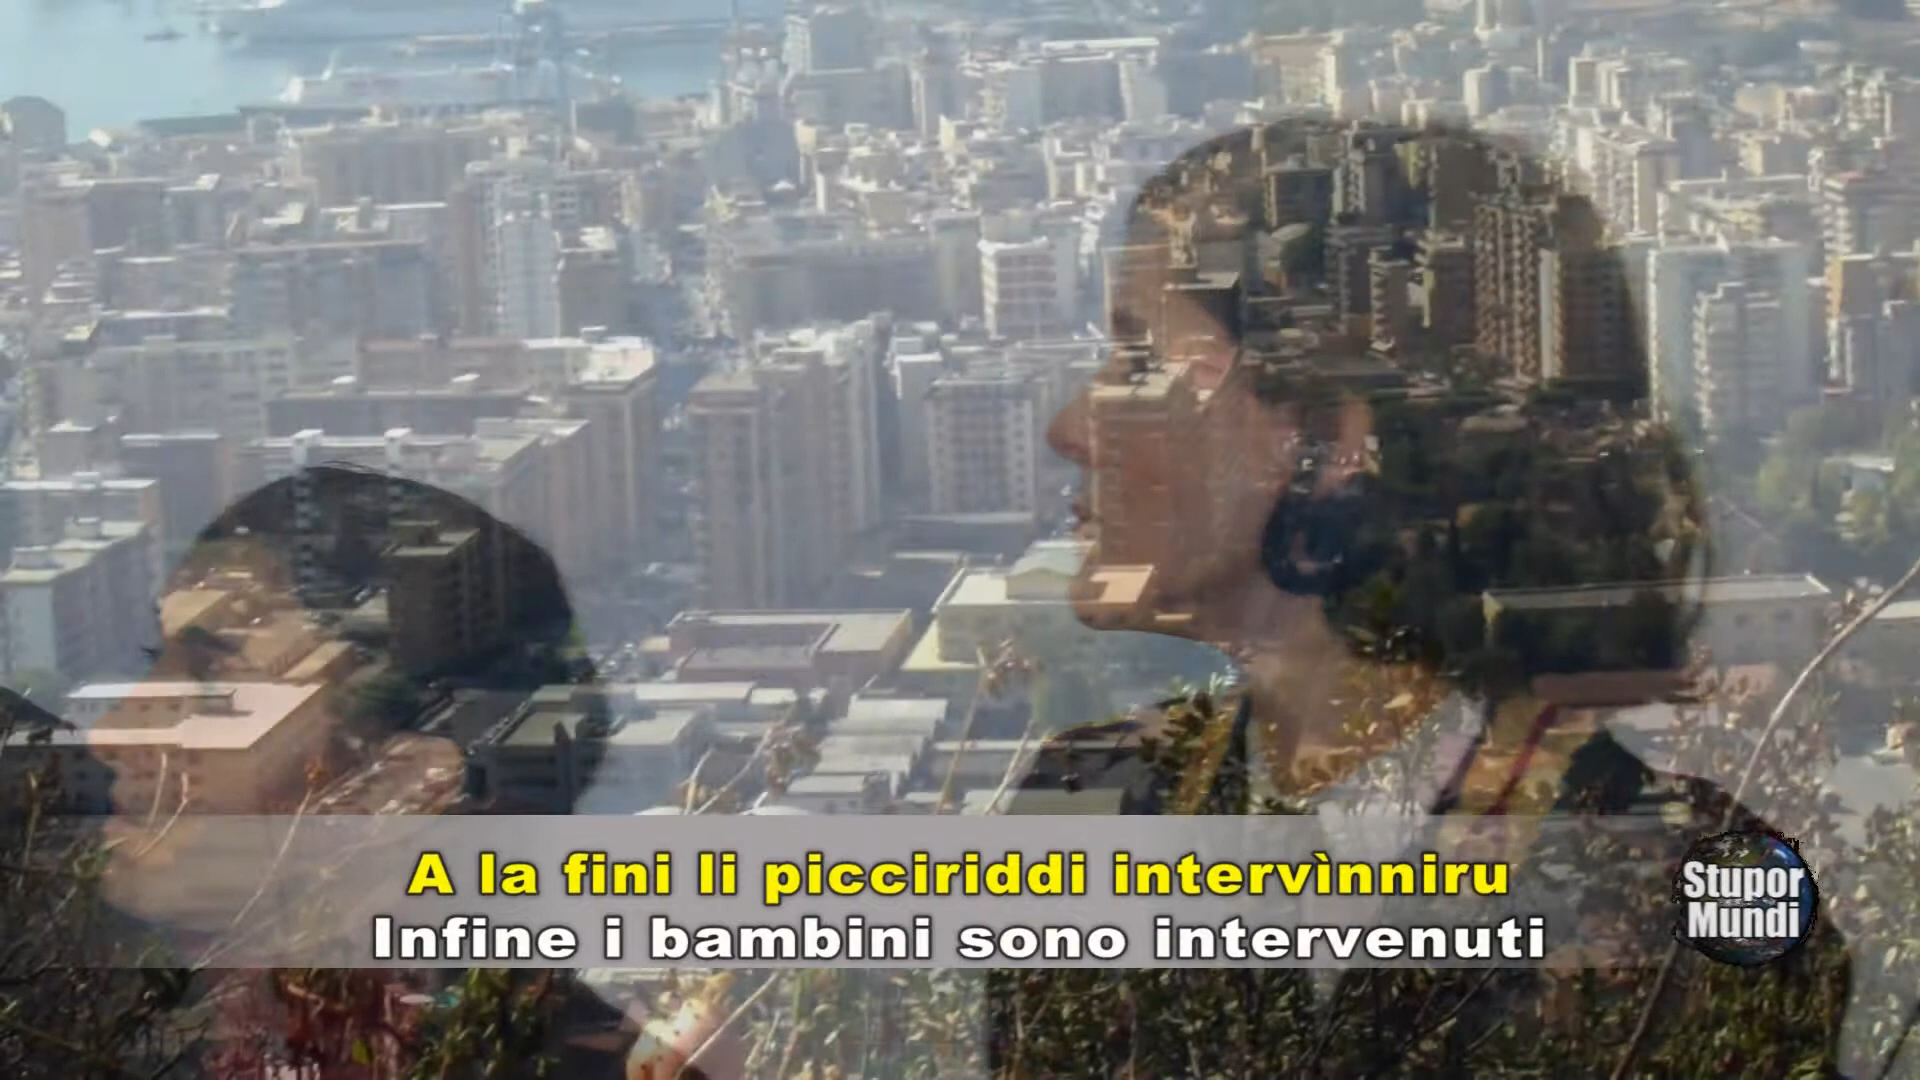 A la fini li picciriddi intervìnniru
Infine i bambini sono intervenuti
Stupor
Mundi